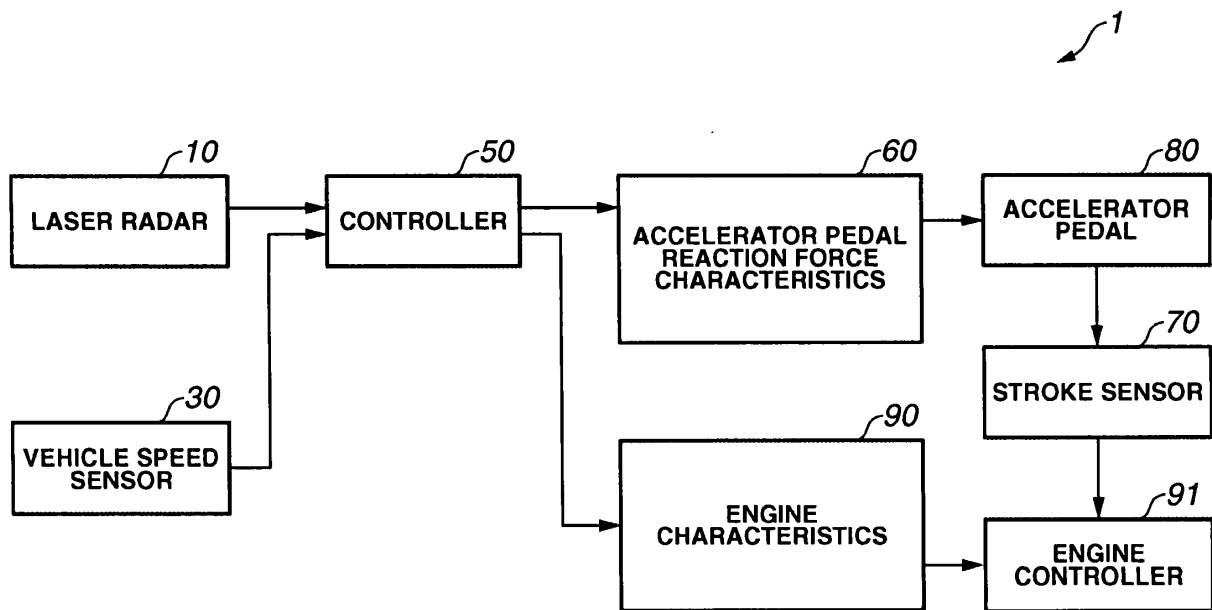 1
10
LASER RADAR
50
CONTROLLER
60
ACCELERATOR PEDAL
REACTION FORCE
CHARACTERISTICS
80
ACCELERATOR
PEDAL
70
STROKE SENSOR
30
VEHICLE SPEED
SENSOR
90
ENGINE
CHARACTERISTICS
91
ENGINE
CONTROLLER